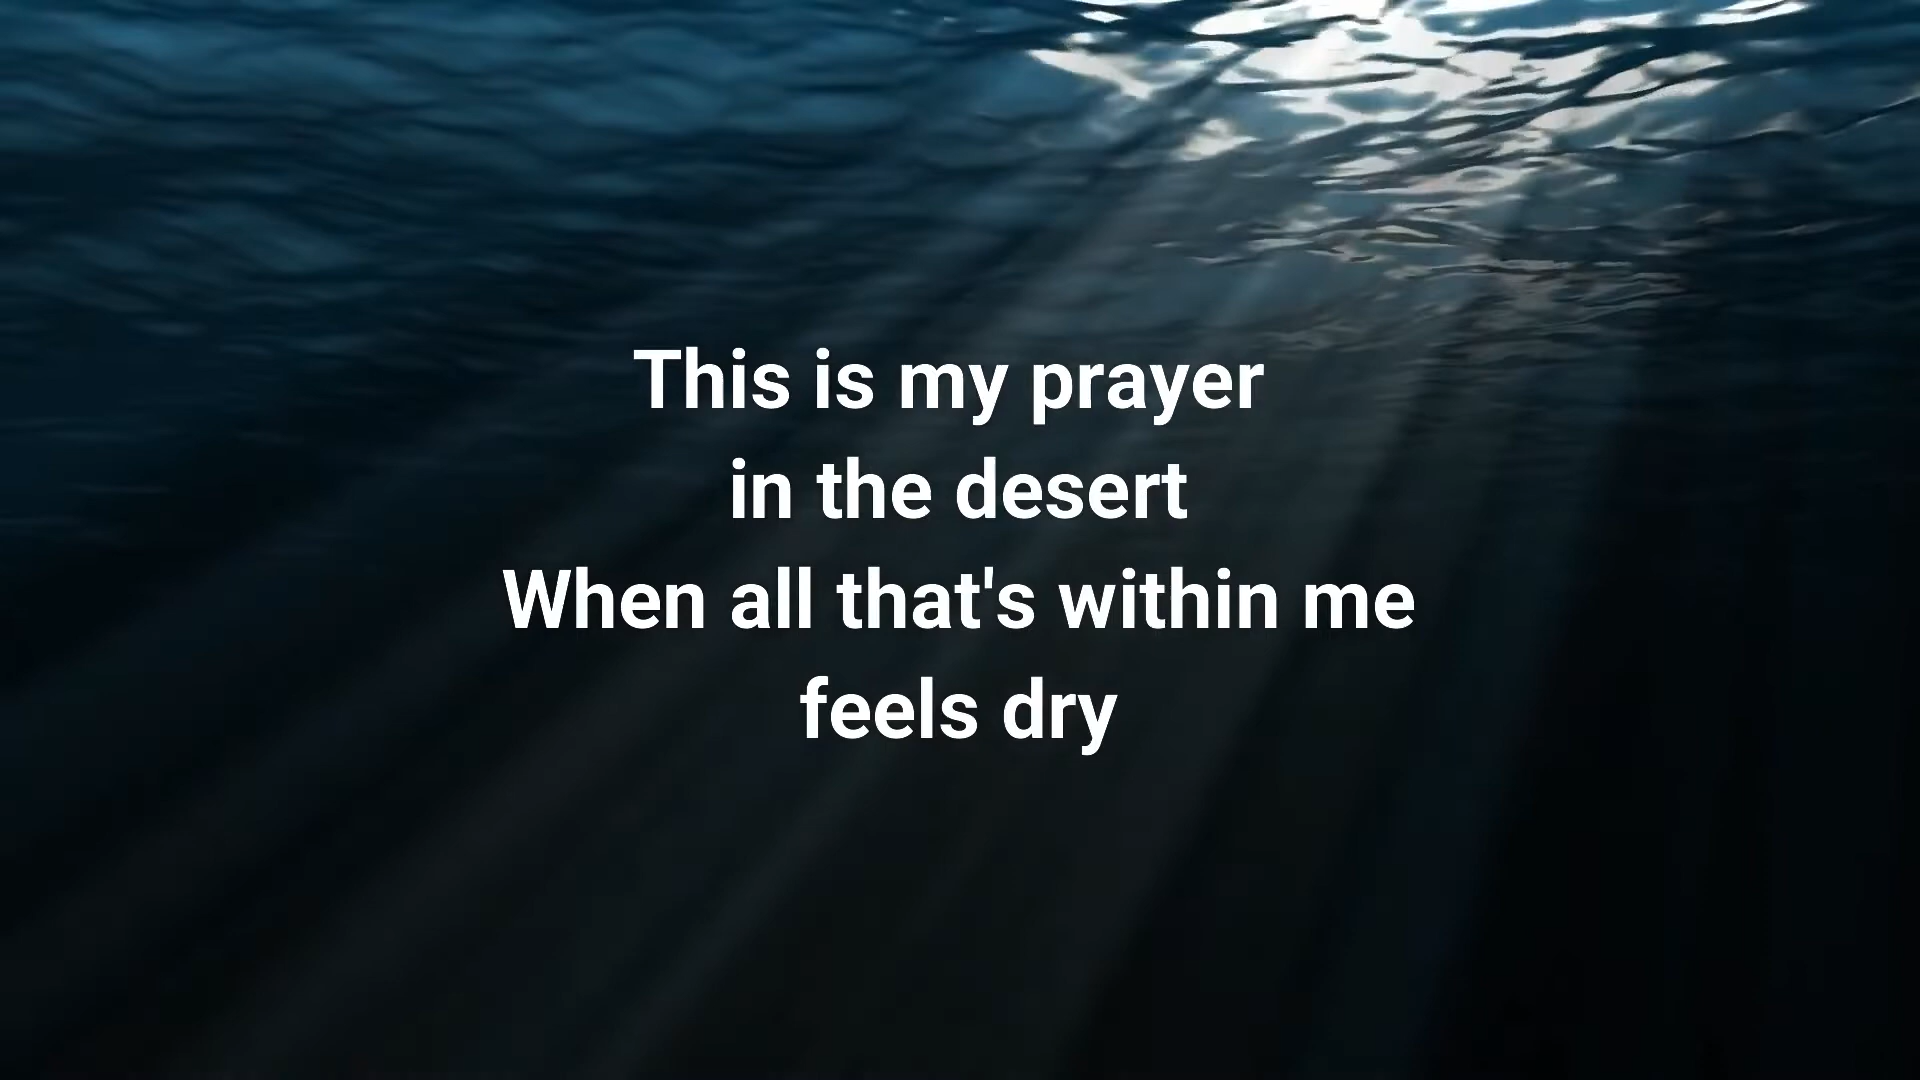 This is my prayer
in the desert
When all that's within me
feels dry